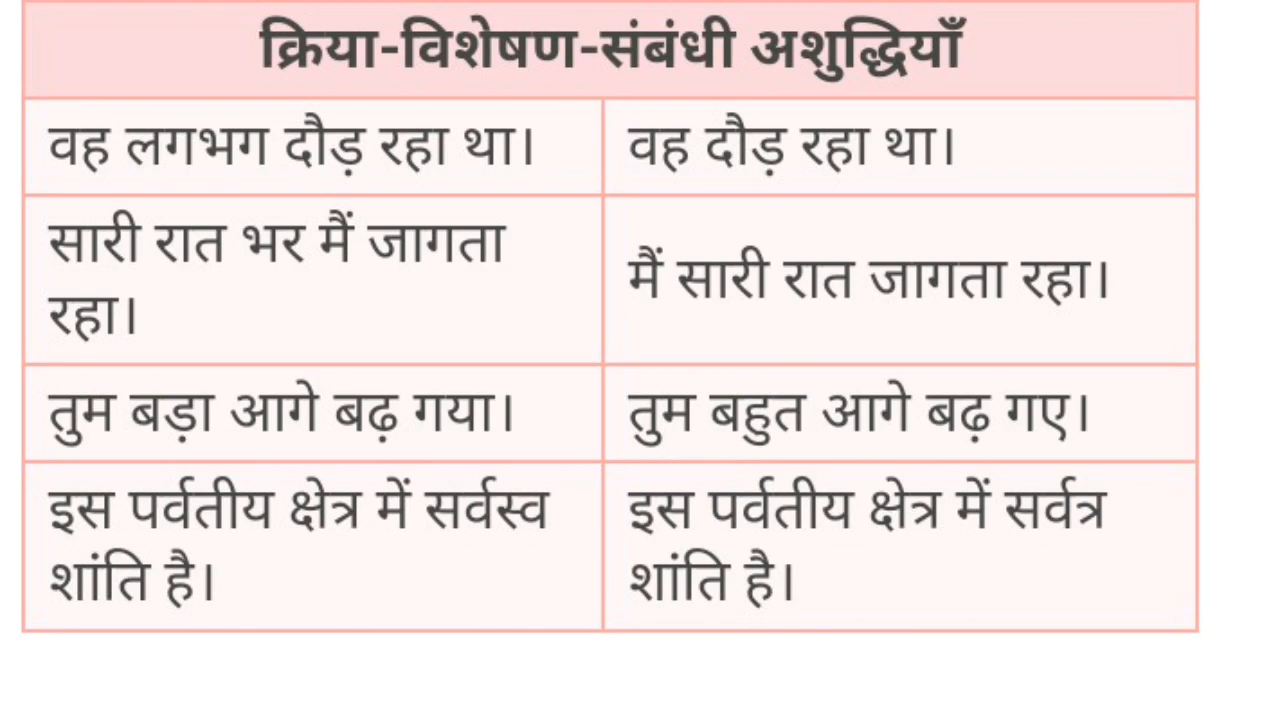 क्रिया-विशेषण-संबंधी अशुद्धियाँ
वह लगभग दौड़ रहा था।
वह दौड़ रहा था।
सारी रात भर मैं जागता
रहा।
मैं सारी रात जागता रहा।
तुम बड़ा आगे बढ़ गया।
तुम बहुत आगे बढ़ गए।
इस पर्वतीय क्षेत्र में सर्वस्व
शांति है।
इस पर्वतीय क्षेत्र में सर्वत्र
शांति है।